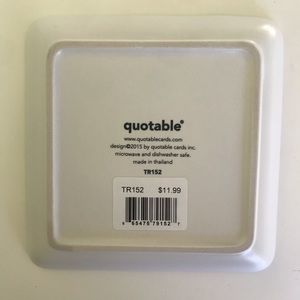 quotable®
www.quotablecards.com
design©2015 by quotable cards inc.
microwave and dishwasher safe.
made in thailand
TR152
TR152 $11.99